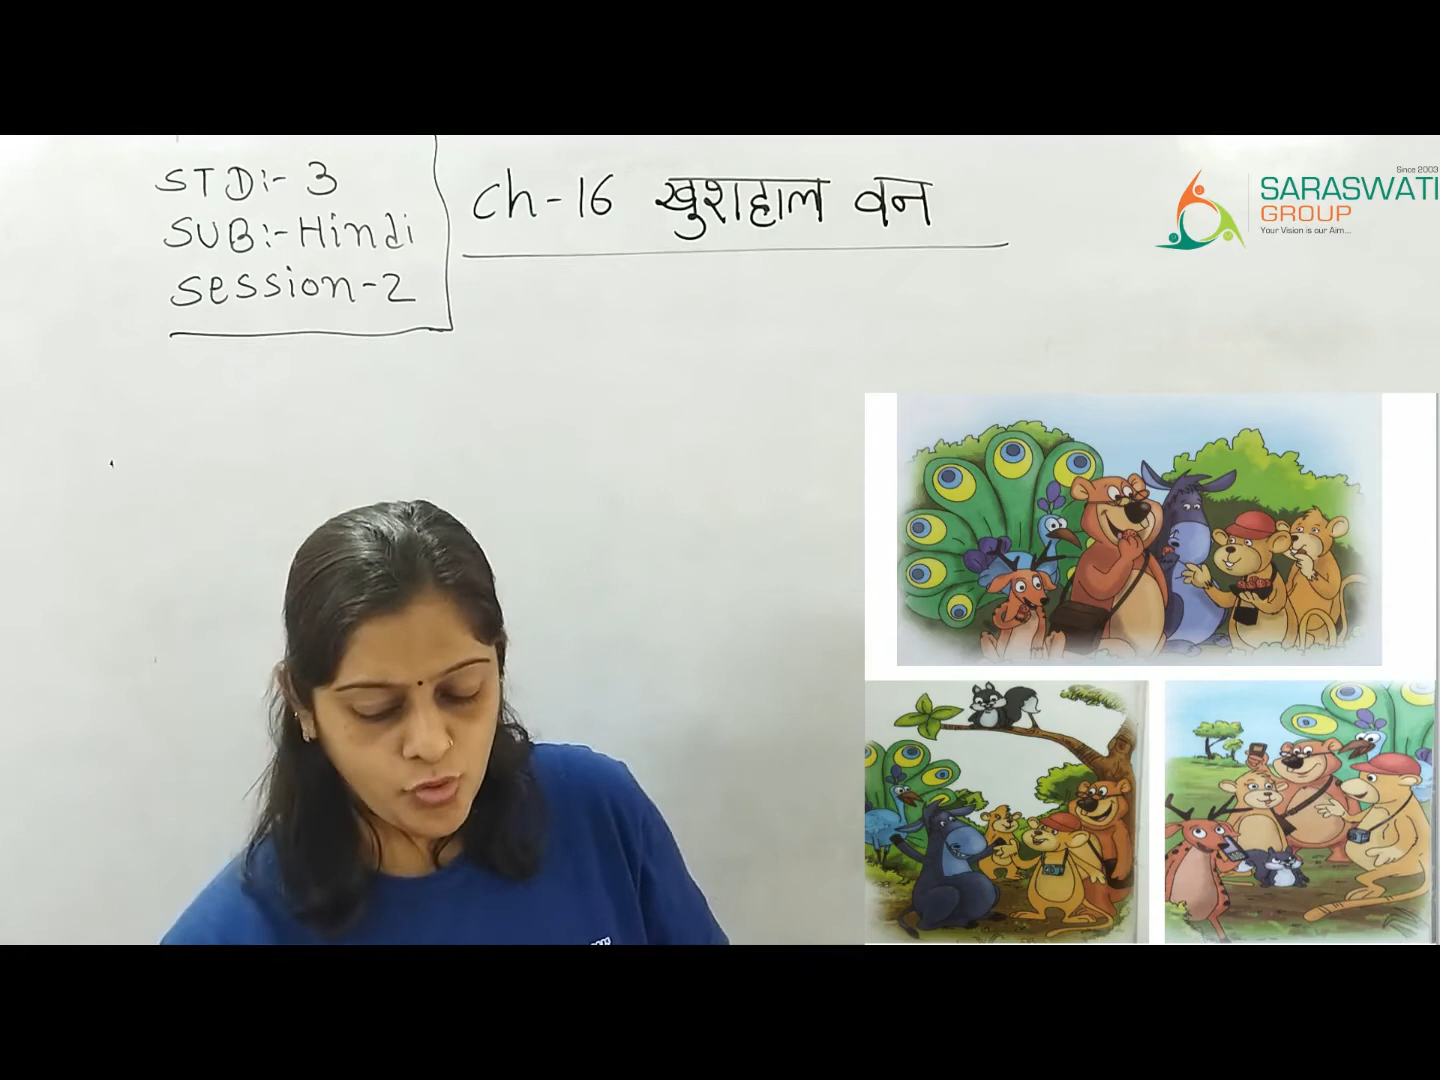 STD:- 3
SUB:- Hindi
Session-2
Ch-16 खुशहाल वन
Since 2003
SARASWATI
GROUP
Your Vision is our Aim...